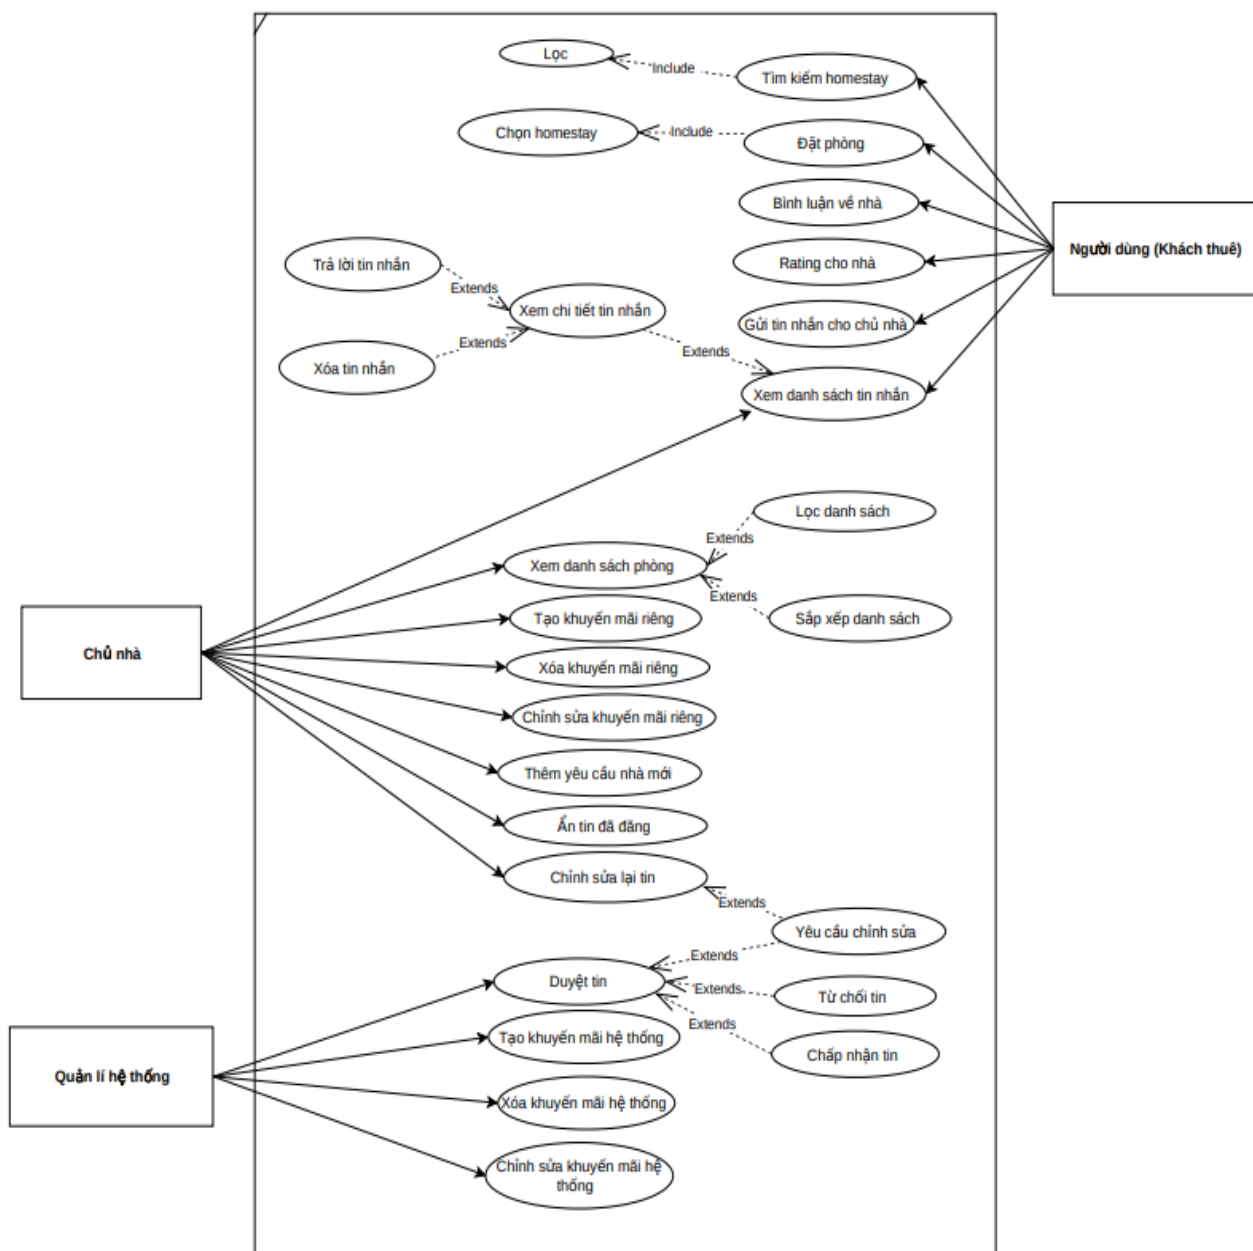 Lọc
Include
Tìm kiếm homestay
Chọn homestay
Include
Đặt phòng
Bình luận về nhà
Người dùng (Khách thuê)
Rating cho nhà
Trả lời tin nhắn
Extends
Xem chi tiết tin nhắn
Gửi tin nhắn cho chủ nhà
Extends
Extends
Xóa tin nhắn
Xem danh sách tin nhắn
Lọc danh sách
Extends
Xem danh sách phòng
Extends
Tạo khuyến mãi riêng
Sắp xếp danh sách
Chủ nhà
Xóa khuyến mãi riêng
Chỉnh sửa khuyến mãi riêng
Thêm yêu cầu nhà mới
Ẩn tin đã đăng
Chỉnh sửa lại tin
Extends
Yêu cầu chỉnh sửa
Extends
Duyệt tin
Extends
Từ chối tin
Extends
Tạo khuyến mãi hệ thống
Chấp nhận tin
Quản lí hệ thống
Xóa khuyến mãi hệ thống
Chỉnh sửa khuyến mãi hệ
thống